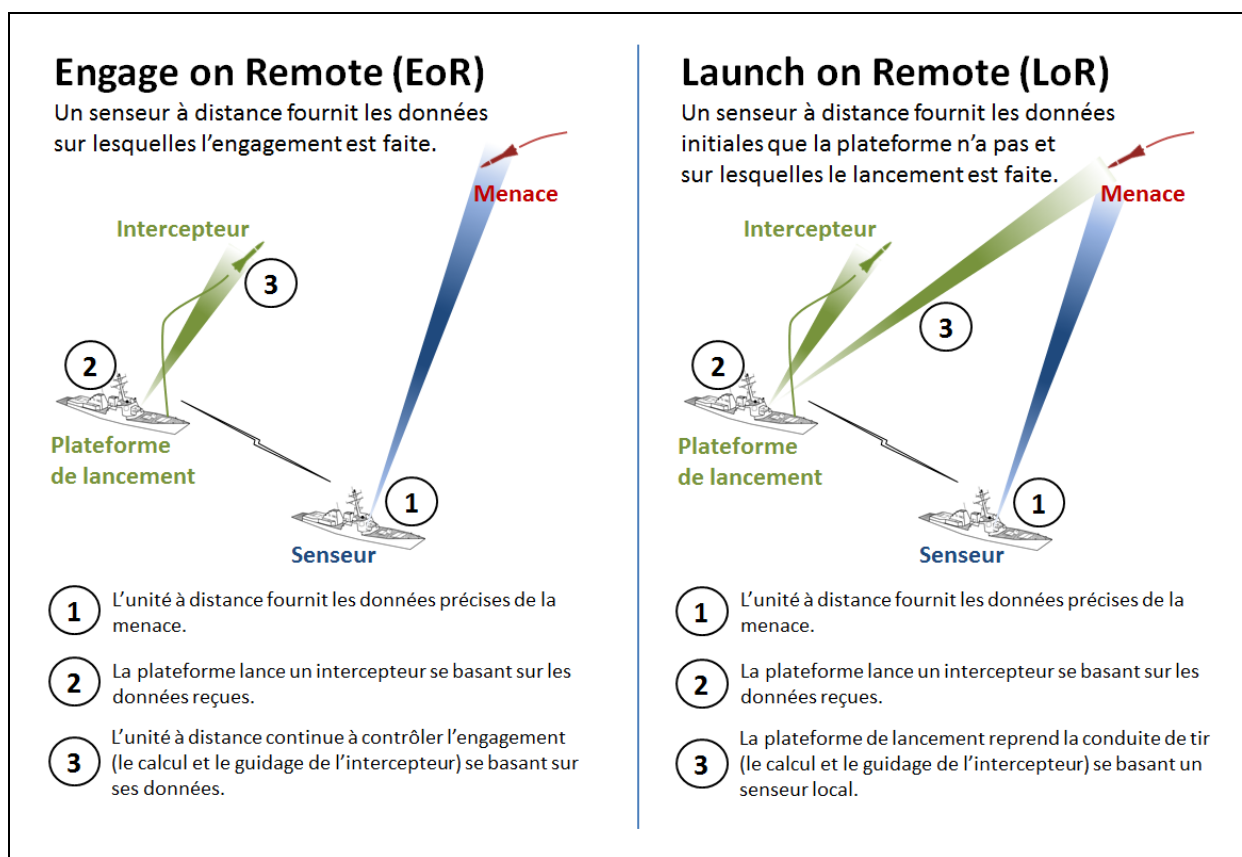 Engage on Remote (EoR)
Un senseur à distance fournit les données
sur lesquelles l'engagement est faite.
Menace
Intercepteur
3
2
Plateforme
de lancement
1
Senseur
1 L'unité à distance fournit les données précises de la
menace.
2 La plateforme lance un intercepteur se basant sur les
données reçues.
L'unité à distance continue à contrôler l'engagement
3 (le calcul et le guidage de l'intercepteur) se basant sur
ses données.
Launch on Remote (LoR)
Un senseur à distance fournit les données
initiales que la plateforme n'a pas et
sur lesquelles le lancement est faite.
Menace
Intercepteur
3
2
Plateforme
de lancement
1
Senseur
1 L'unité à distance fournit les données précises de la
menace.
2 La plateforme lance un intercepteur se basant sur les
données reçues.
La plateforme de lancement reprend la conduite de tir
3 (le calcul et le guidage de l'intercepteur) se basant un
senseur local.